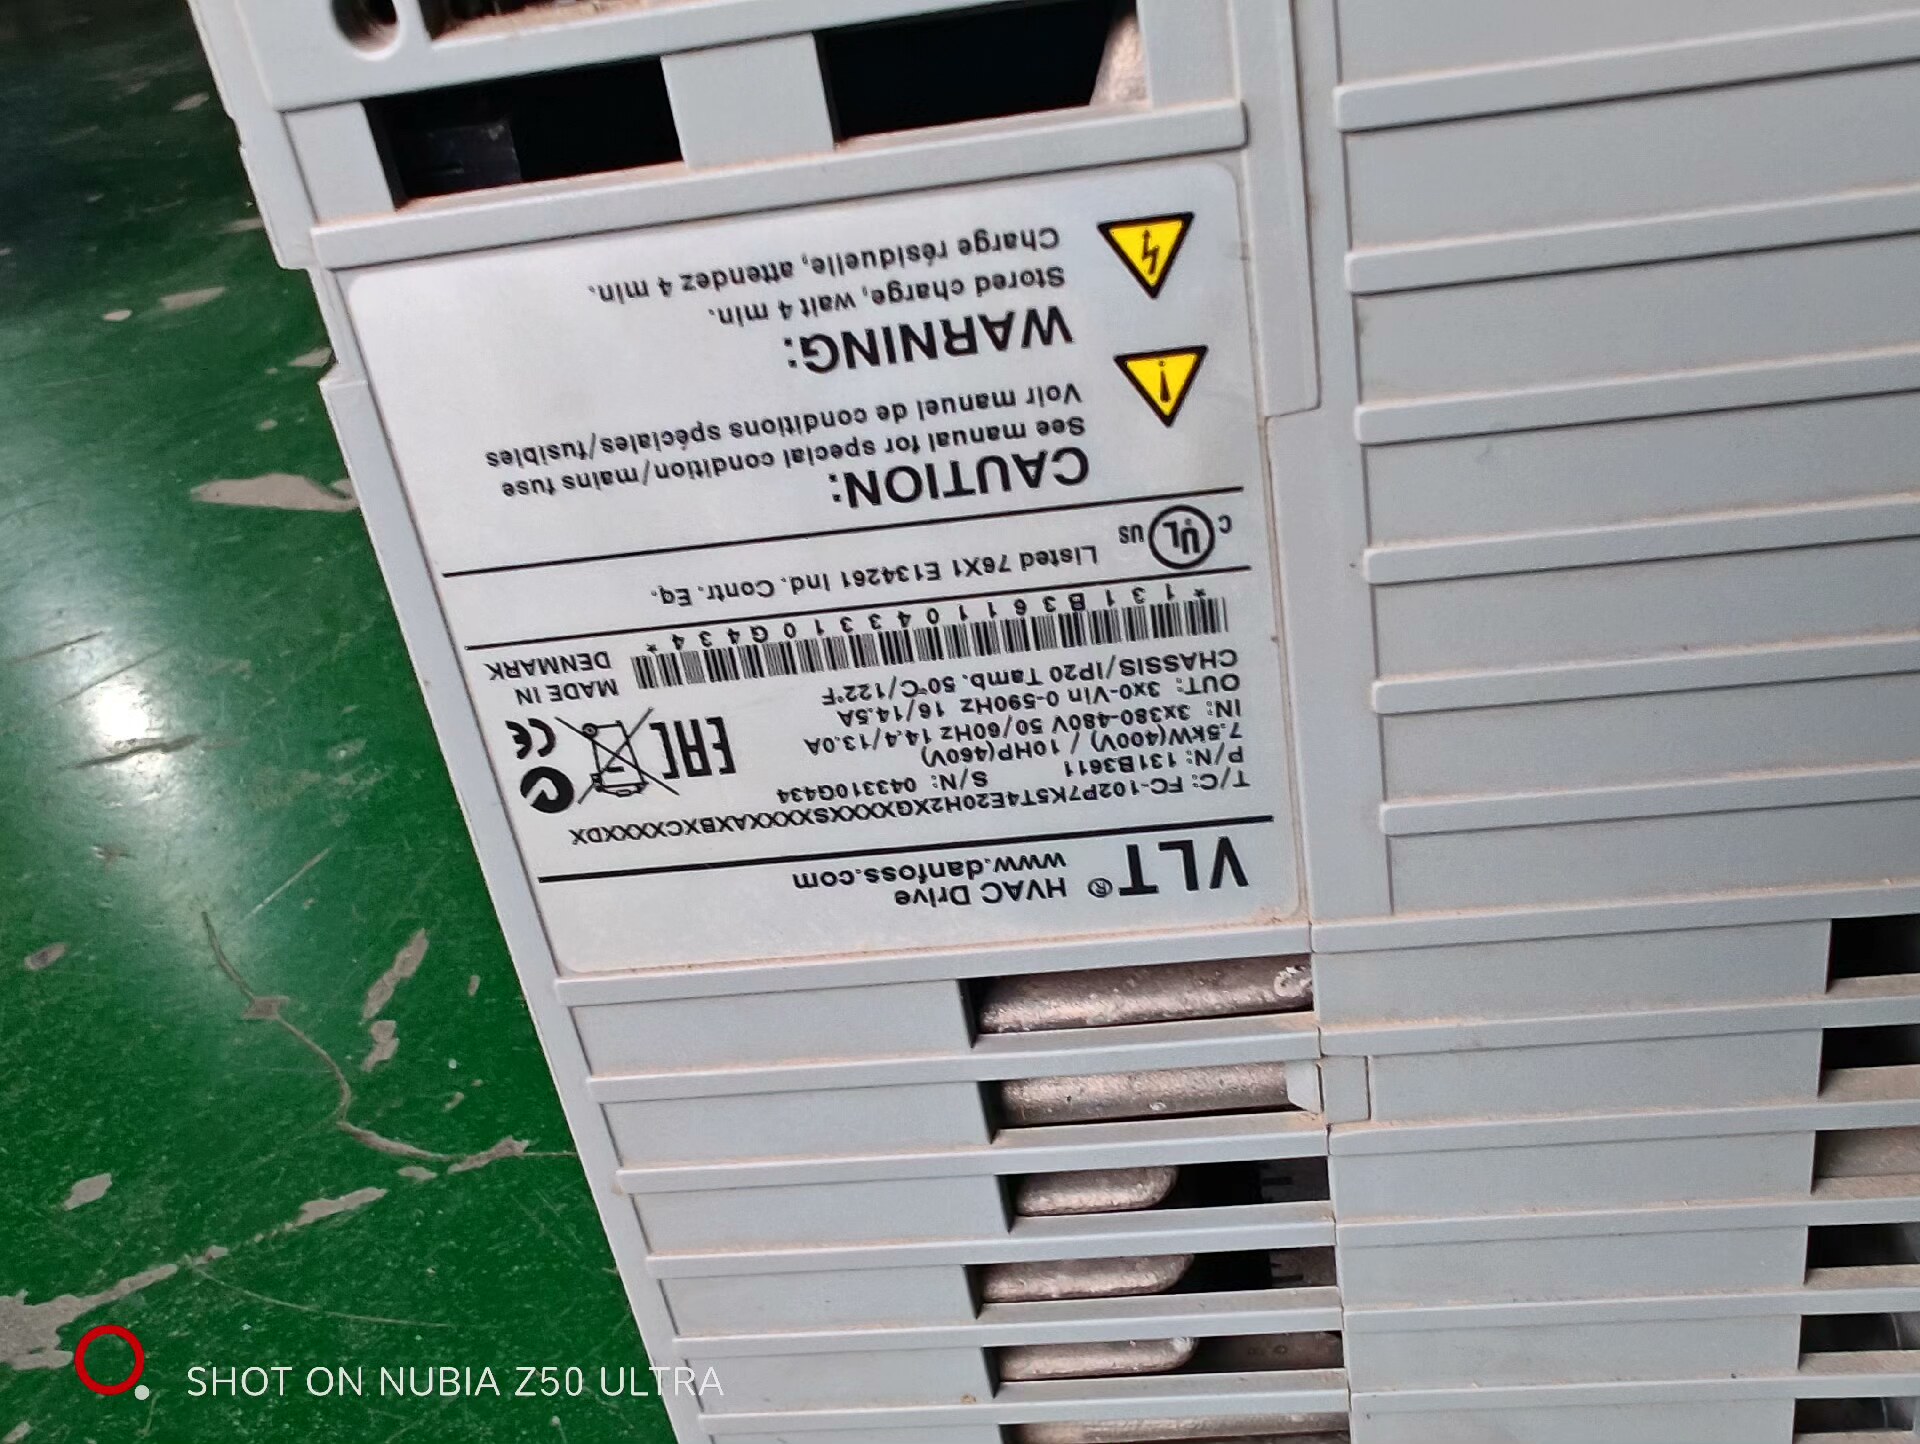 VLT® HVAC Drive
www.danfoss.com
T/C: FC-102P7K5T4E20H2XGXXXXSXXXXAXBXCXXXXDX
P/N: 131B3611 S/N: 043310G434
7.5kW(400V) / 10HP(460V)
IN: 3x380-480V 50/60Hz 14.4/13.0A
OUT: 3x0-Vin 0-590Hz 16/14.5A
CHASSIS/IP20 Tamb. 50°C/122°F
EAC
CE
MADE IN
DENMARK
*131B3611043310G434*
C UL US Listed 76X1 E134261 Ind. Contr. Eq.
CAUTION:
See manual for special condition/mains fuse
Voir manuel de conditions spéciales/fusibles
WARNING:
Stored charge, wait 4 min.
Charge résiduelle, attendez 4 min.
SHOT ON NUBIA Z50 ULTRA